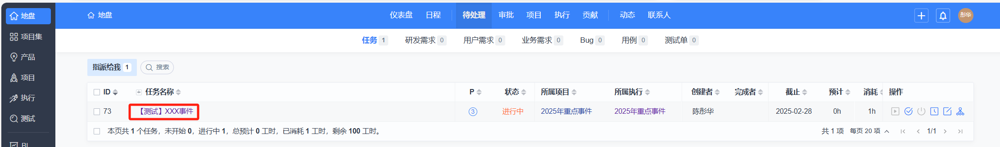 地盘
项目集
产品
项目
执行
测试
BI
地盘 仪表盘 日程 待处理 审批 项目 执行 贡献 动态 联系人 彤华
任务 1 研发需求 0 用户需求 0 业务需求 0 Bug 0 用例 0 测试单 0
指派给我 1 搜索
ID 任务名称 P 状态 所属项目 所属执行 创建者 完成者 截止 预计 消耗 操作
73 【测试】XXX事件 3 进行中 2025年重点事件 2025年重点事件 陈彤华 2025-02-28 0h 1h
本页共 1 个任务，未开始 0，进行中 1，总预计 0 工时，已消耗 1 工时，剩余 100 工时。 共 1 项 每页 20 项 1/1